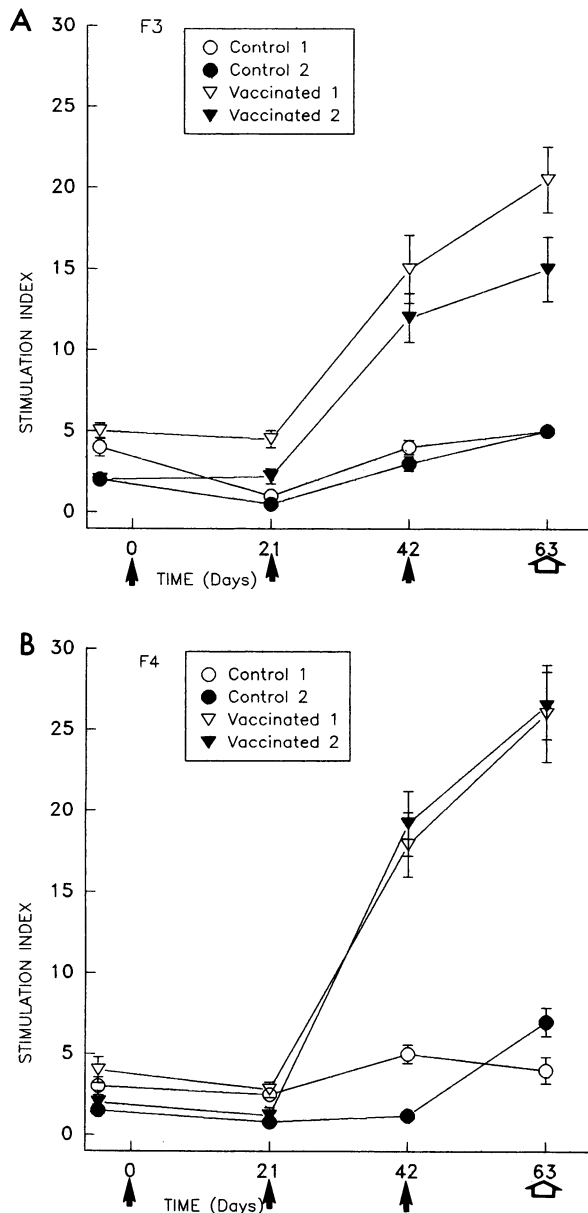 A
F3
Control 1
Control 2
Vaccinated 1
Vaccinated 2
30
25
20
15
10
5
0
STIMULATION INDEX
0 21 42 63
TIME (Days)
B
F4
Control 1
Control 2
Vaccinated 1
Vaccinated 2
30
25
20
15
10
5
0
STIMULATION INDEX
0 21 42 63
TIME (Days)